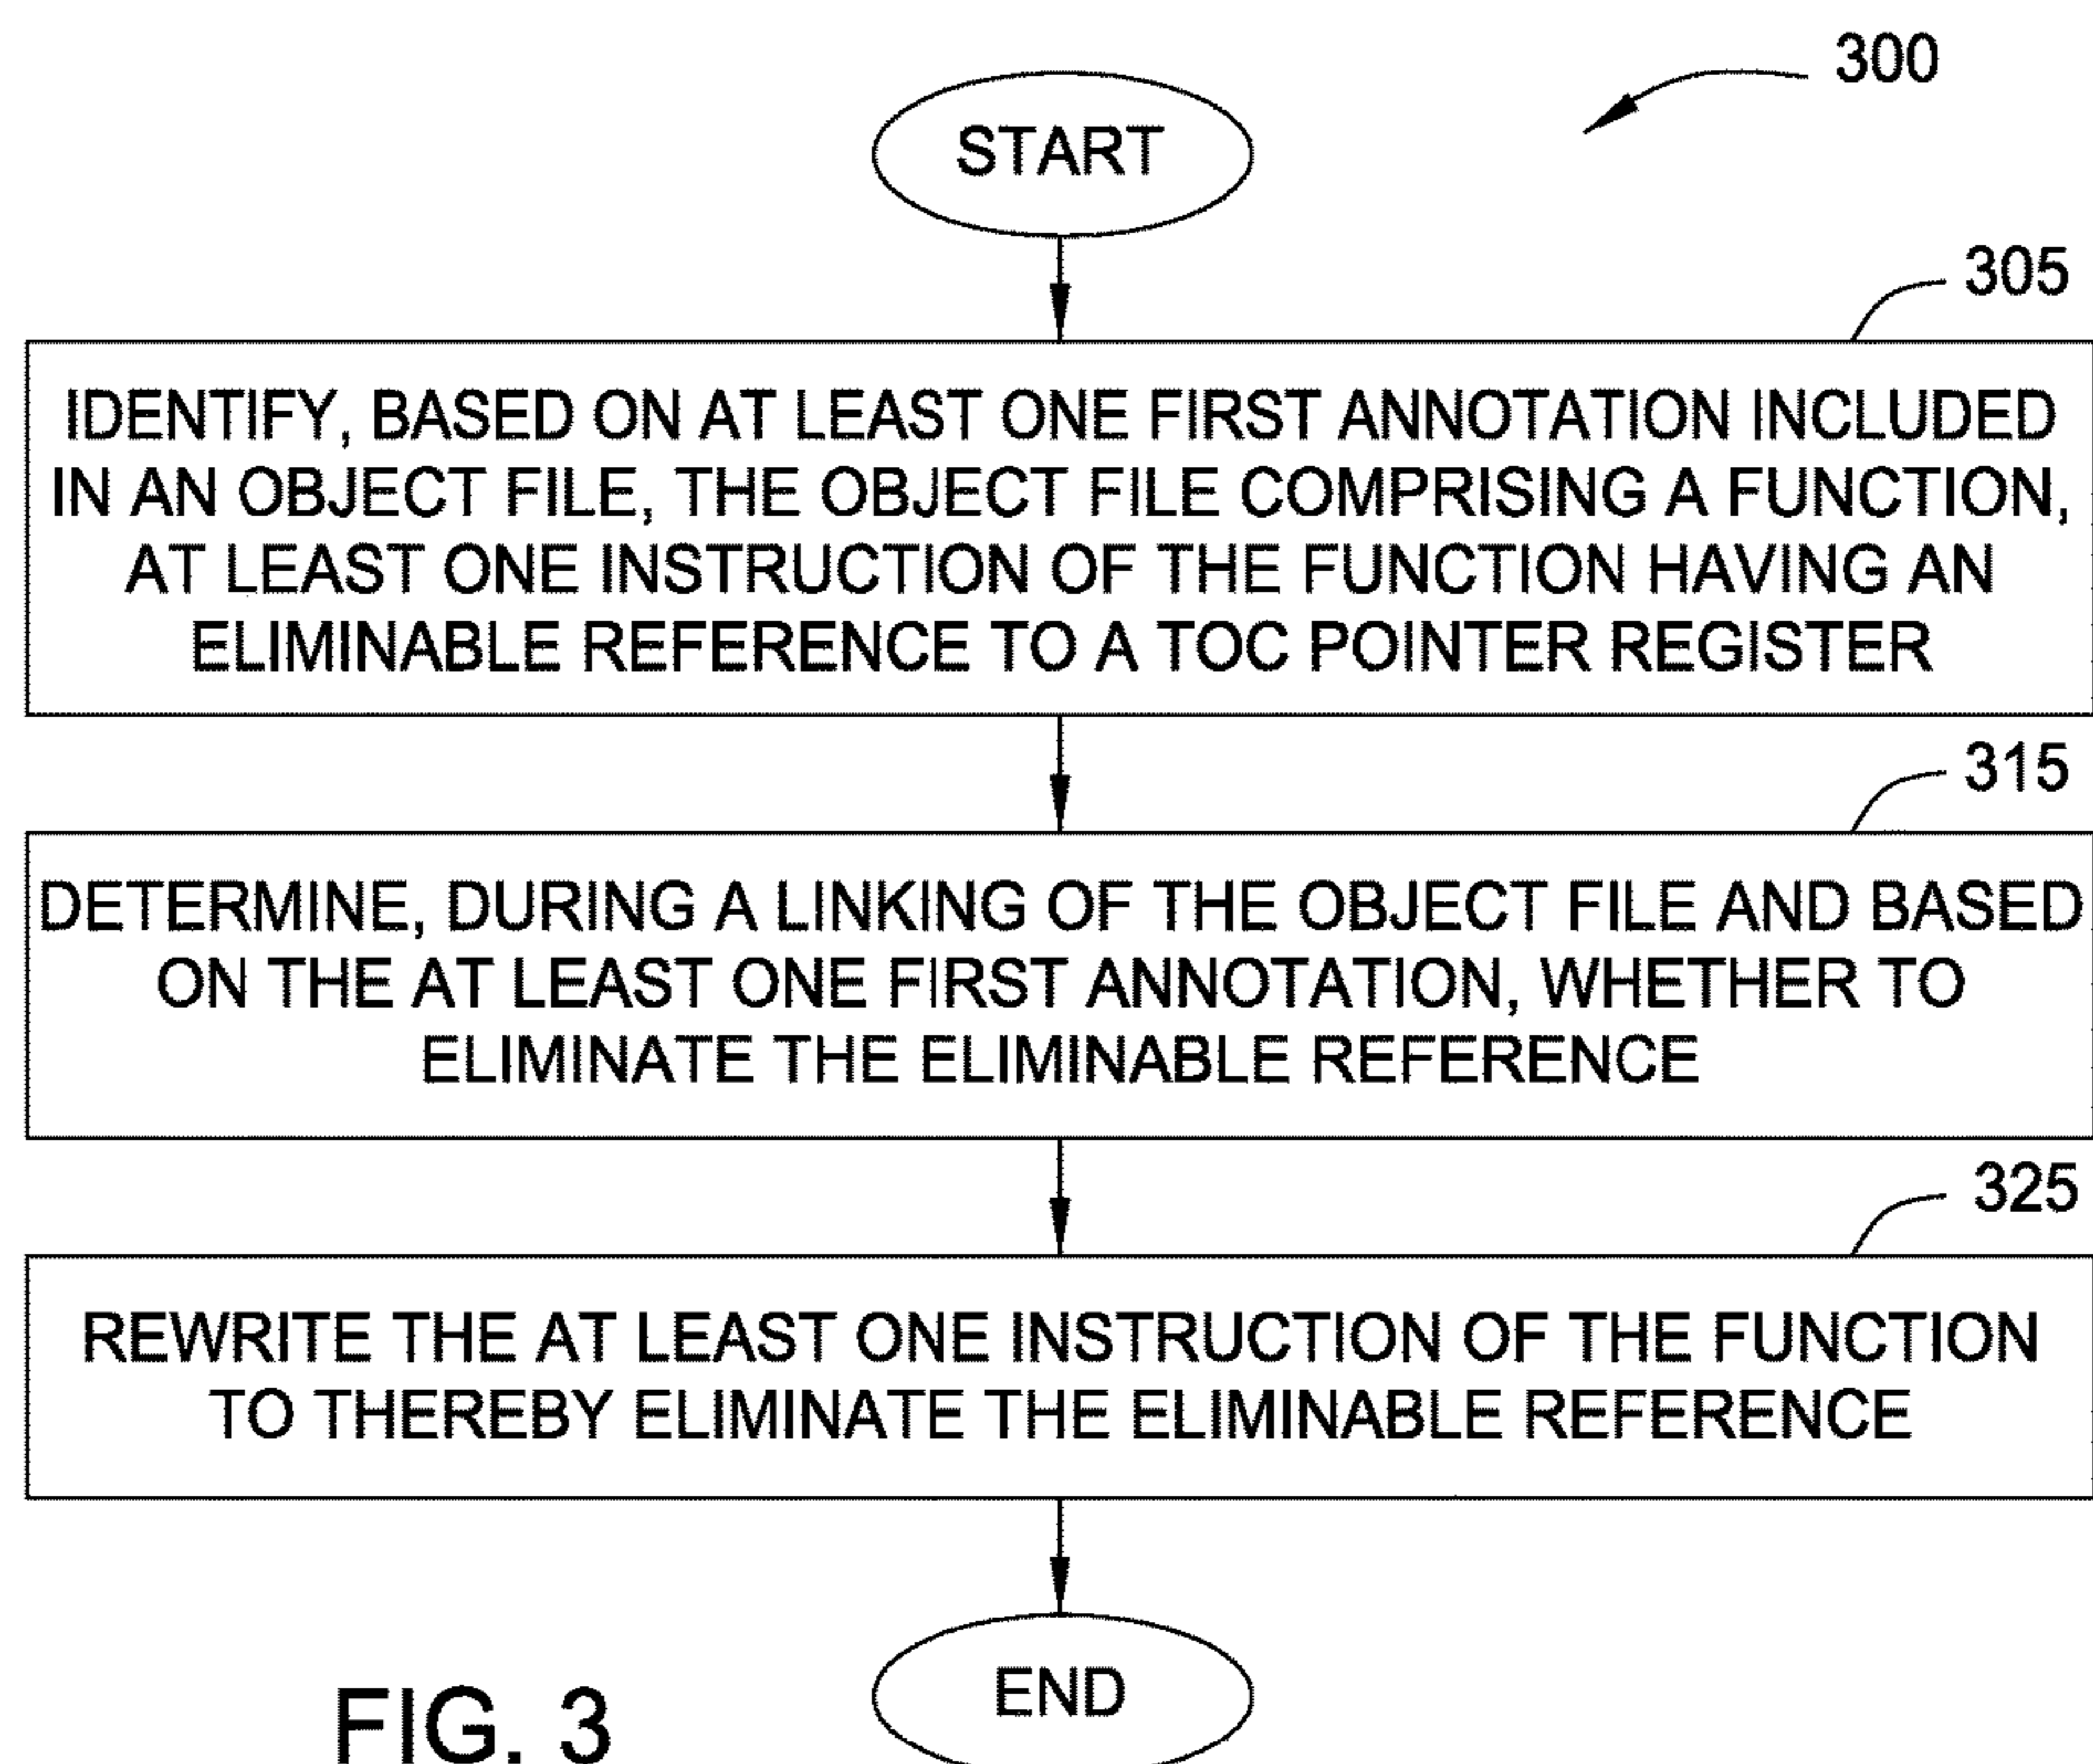 300
START
305
IDENTIFY, BASED ON AT LEAST ONE FIRST ANNOTATION INCLUDED
IN AN OBJECT FILE, THE OBJECT FILE COMPRISING A FUNCTION,
AT LEAST ONE INSTRUCTION OF THE FUNCTION HAVING AN
ELIMINABLE REFERENCE TO A TOC POINTER REGISTER
315
DETERMINE, DURING A LINKING OF THE OBJECT FILE AND BASED
ON THE AT LEAST ONE FIRST ANNOTATION, WHETHER TO
ELIMINATE THE ELIMINABLE REFERENCE
325
REWRITE THE AT LEAST ONE INSTRUCTION OF THE FUNCTION
TO THEREBY ELIMINATE THE ELIMINABLE REFERENCE
END
FIG. 3